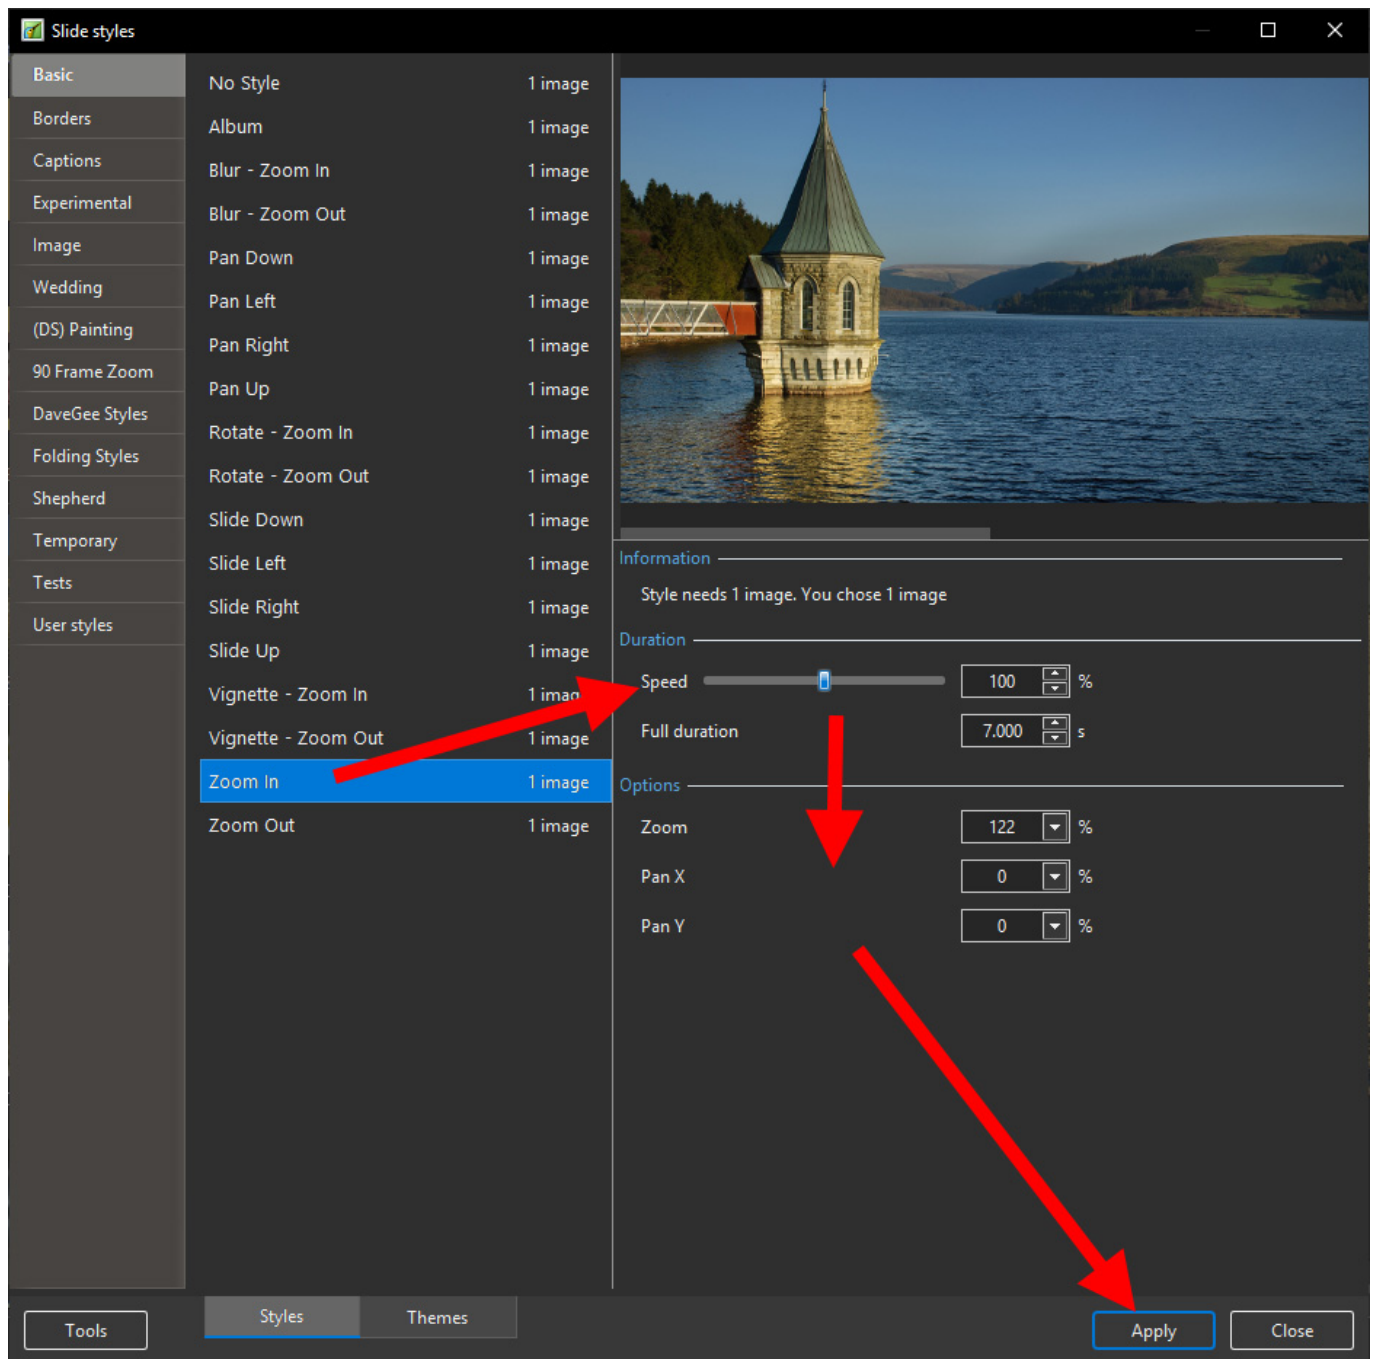 Slide styles
Basic
Borders
Captions
Experimental
Image
Wedding
(DS) Painting
90 Frame Zoom
DaveGee Styles
Folding Styles
Shepherd
Temporary
Tests
User styles
No Style 1 image
Album 1 image
Blur - Zoom In 1 image
Blur - Zoom Out 1 image
Pan Down 1 image
Pan Left 1 image
Pan Right 1 image
Pan Up 1 image
Rotate - Zoom In 1 image
Rotate - Zoom Out 1 image
Slide Down 1 image
Slide Left 1 image
Slide Right 1 image
Slide Up 1 image
Vignette - Zoom In 1 image
Vignette - Zoom Out 1 image
Zoom In 1 image
Zoom Out 1 image
Information
Style needs 1 image. You chose 1 image
Duration
Speed 100 %
Full duration 7.000 s
Options
Zoom 122 %
Pan X 0 %
Pan Y 0 %
Tools
Styles Themes
Apply Close